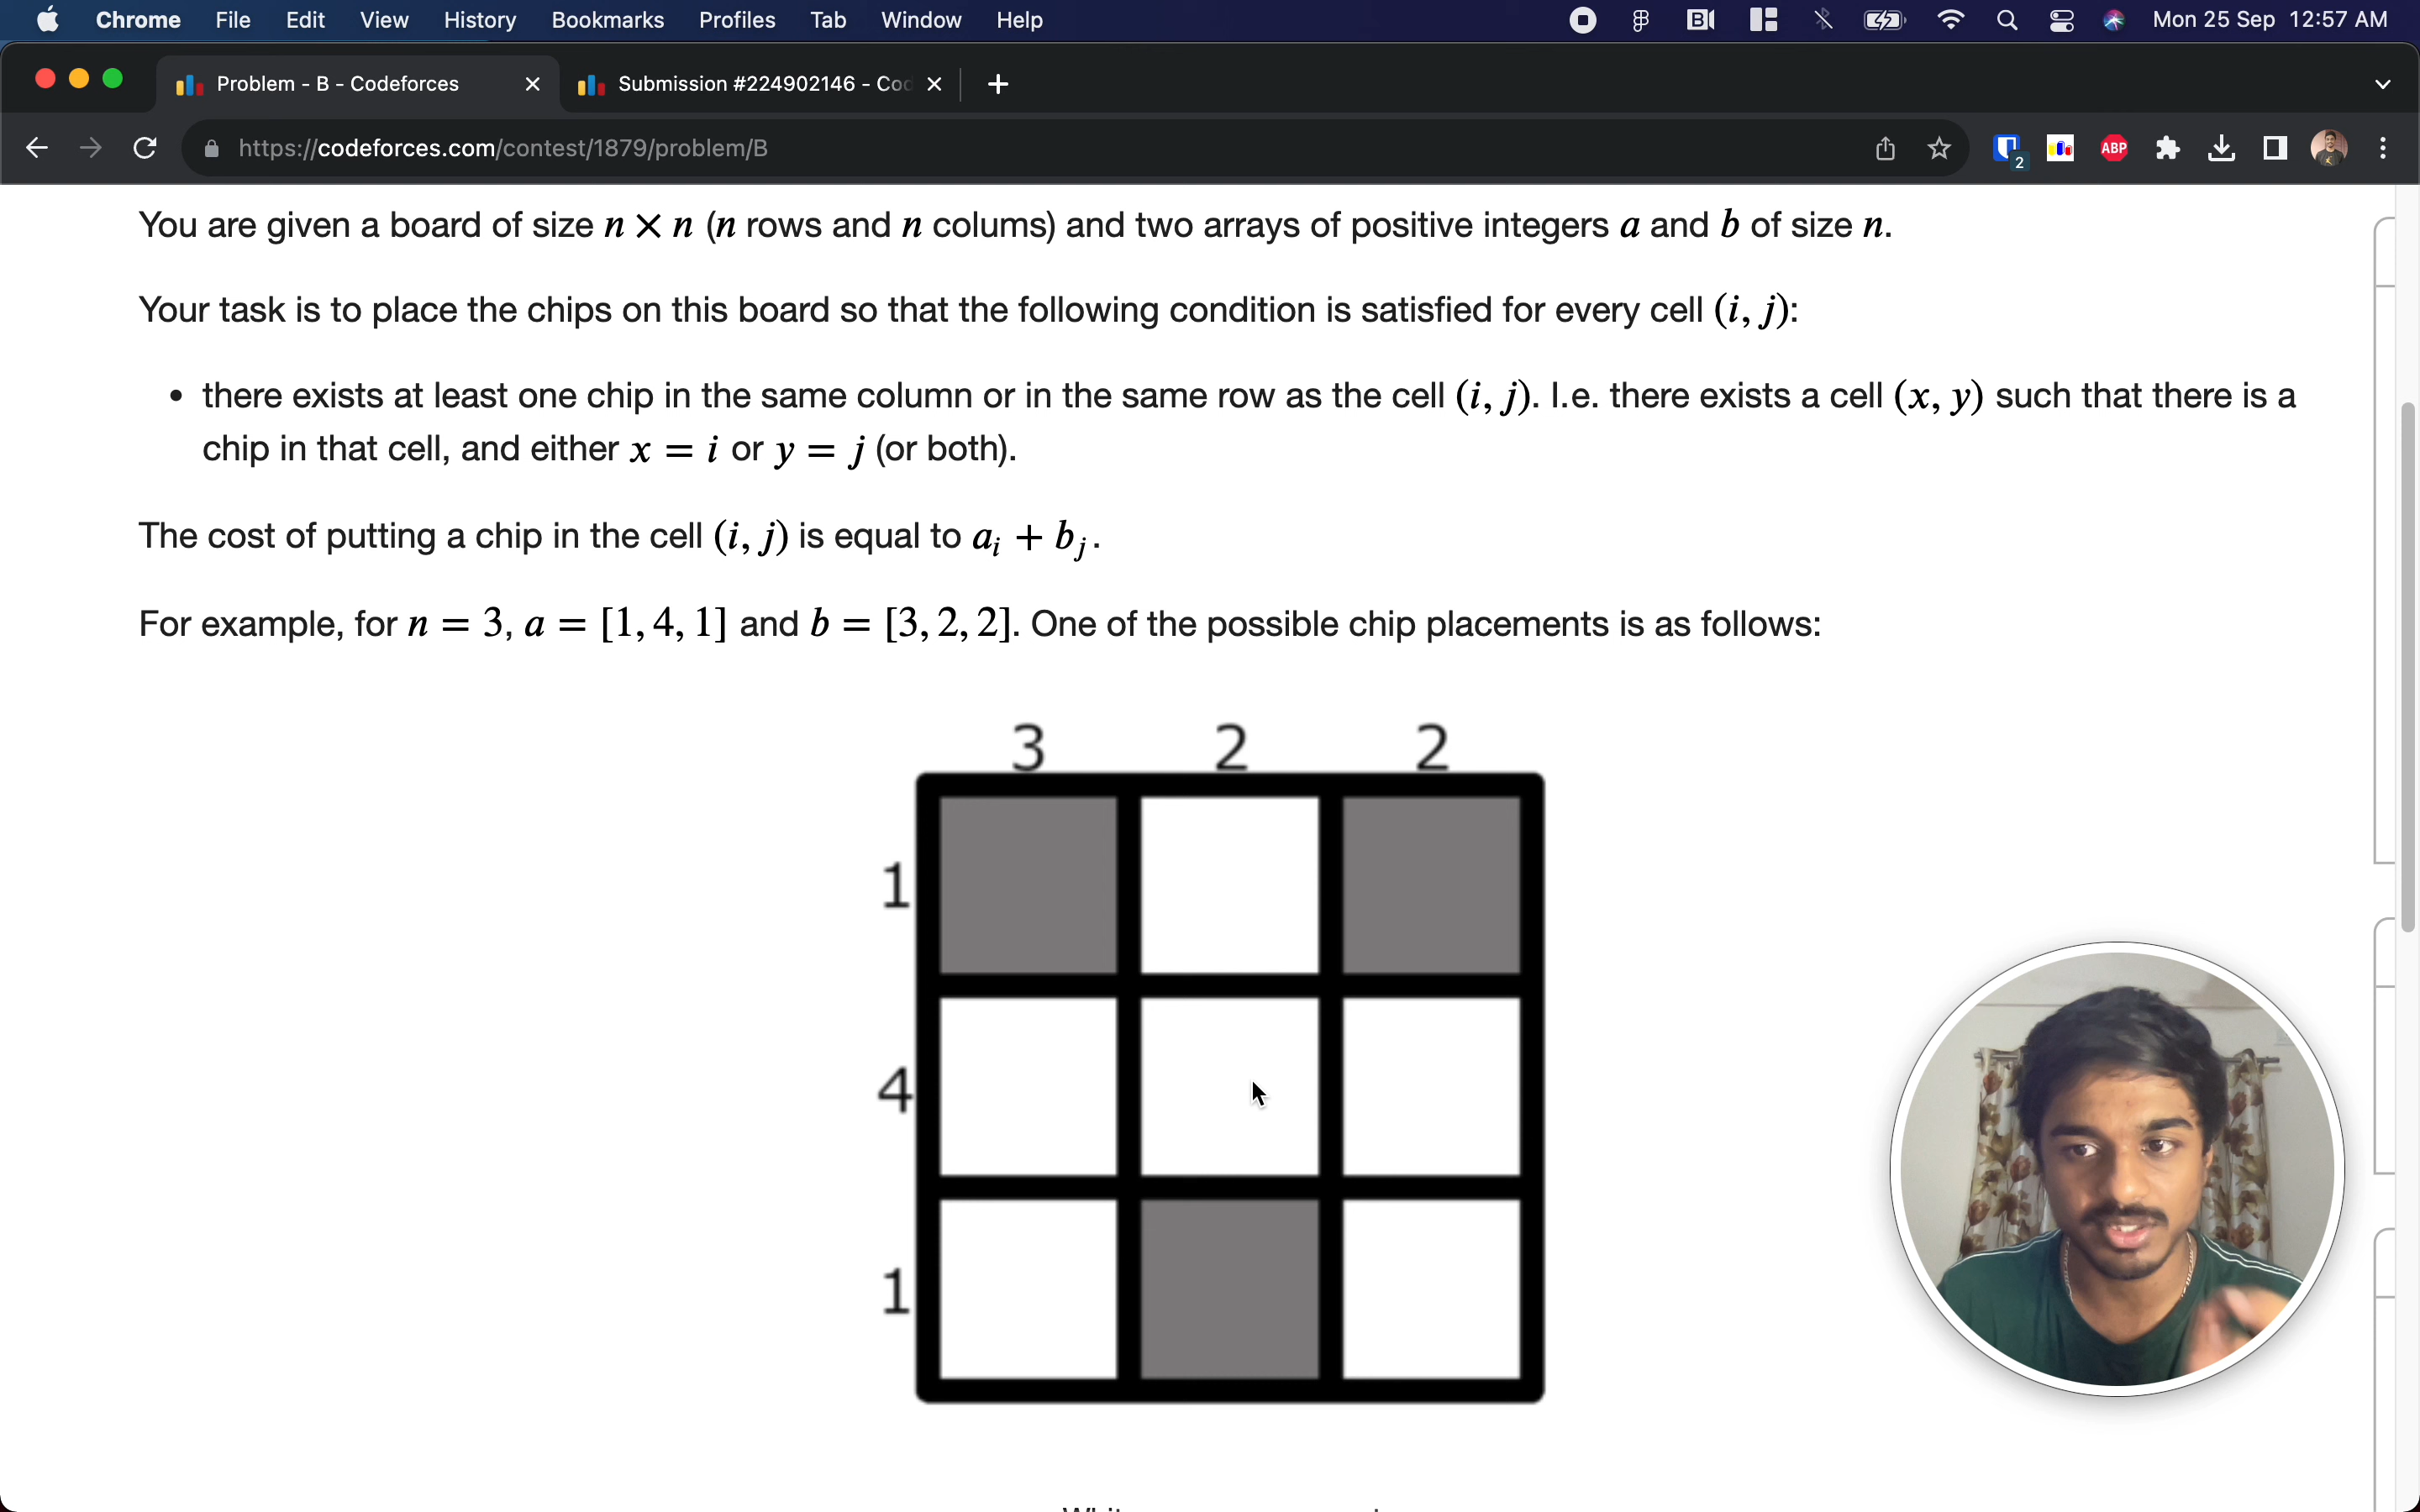 Chrome File Edit View History Bookmarks Profiles Tab Window Help Mon 25 Sep 12:57 AM
Problem - B - Codeforces Submission #224902146 - Coc
https://codeforces.com/contest/1879/problem/B 2 ABP
You are given a board of size n × n (n rows and n colums) and two arrays of positive integers a and b of size n.
Your task is to place the chips on this board so that the following condition is satisfied for every cell (i, j):
• there exists at least one chip in the same column or in the same row as the cell (i, j). I.e. there exists a cell (x, y) such that there is a
chip in that cell, and either x = i or y = j (or both).
The cost of putting a chip in the cell (i, j) is equal to aᵢ + bⱼ.
For example, for n = 3, a = [1, 4, 1] and b = [3, 2, 2]. One of the possible chip placements is as follows:
3 2 2
1
4
1